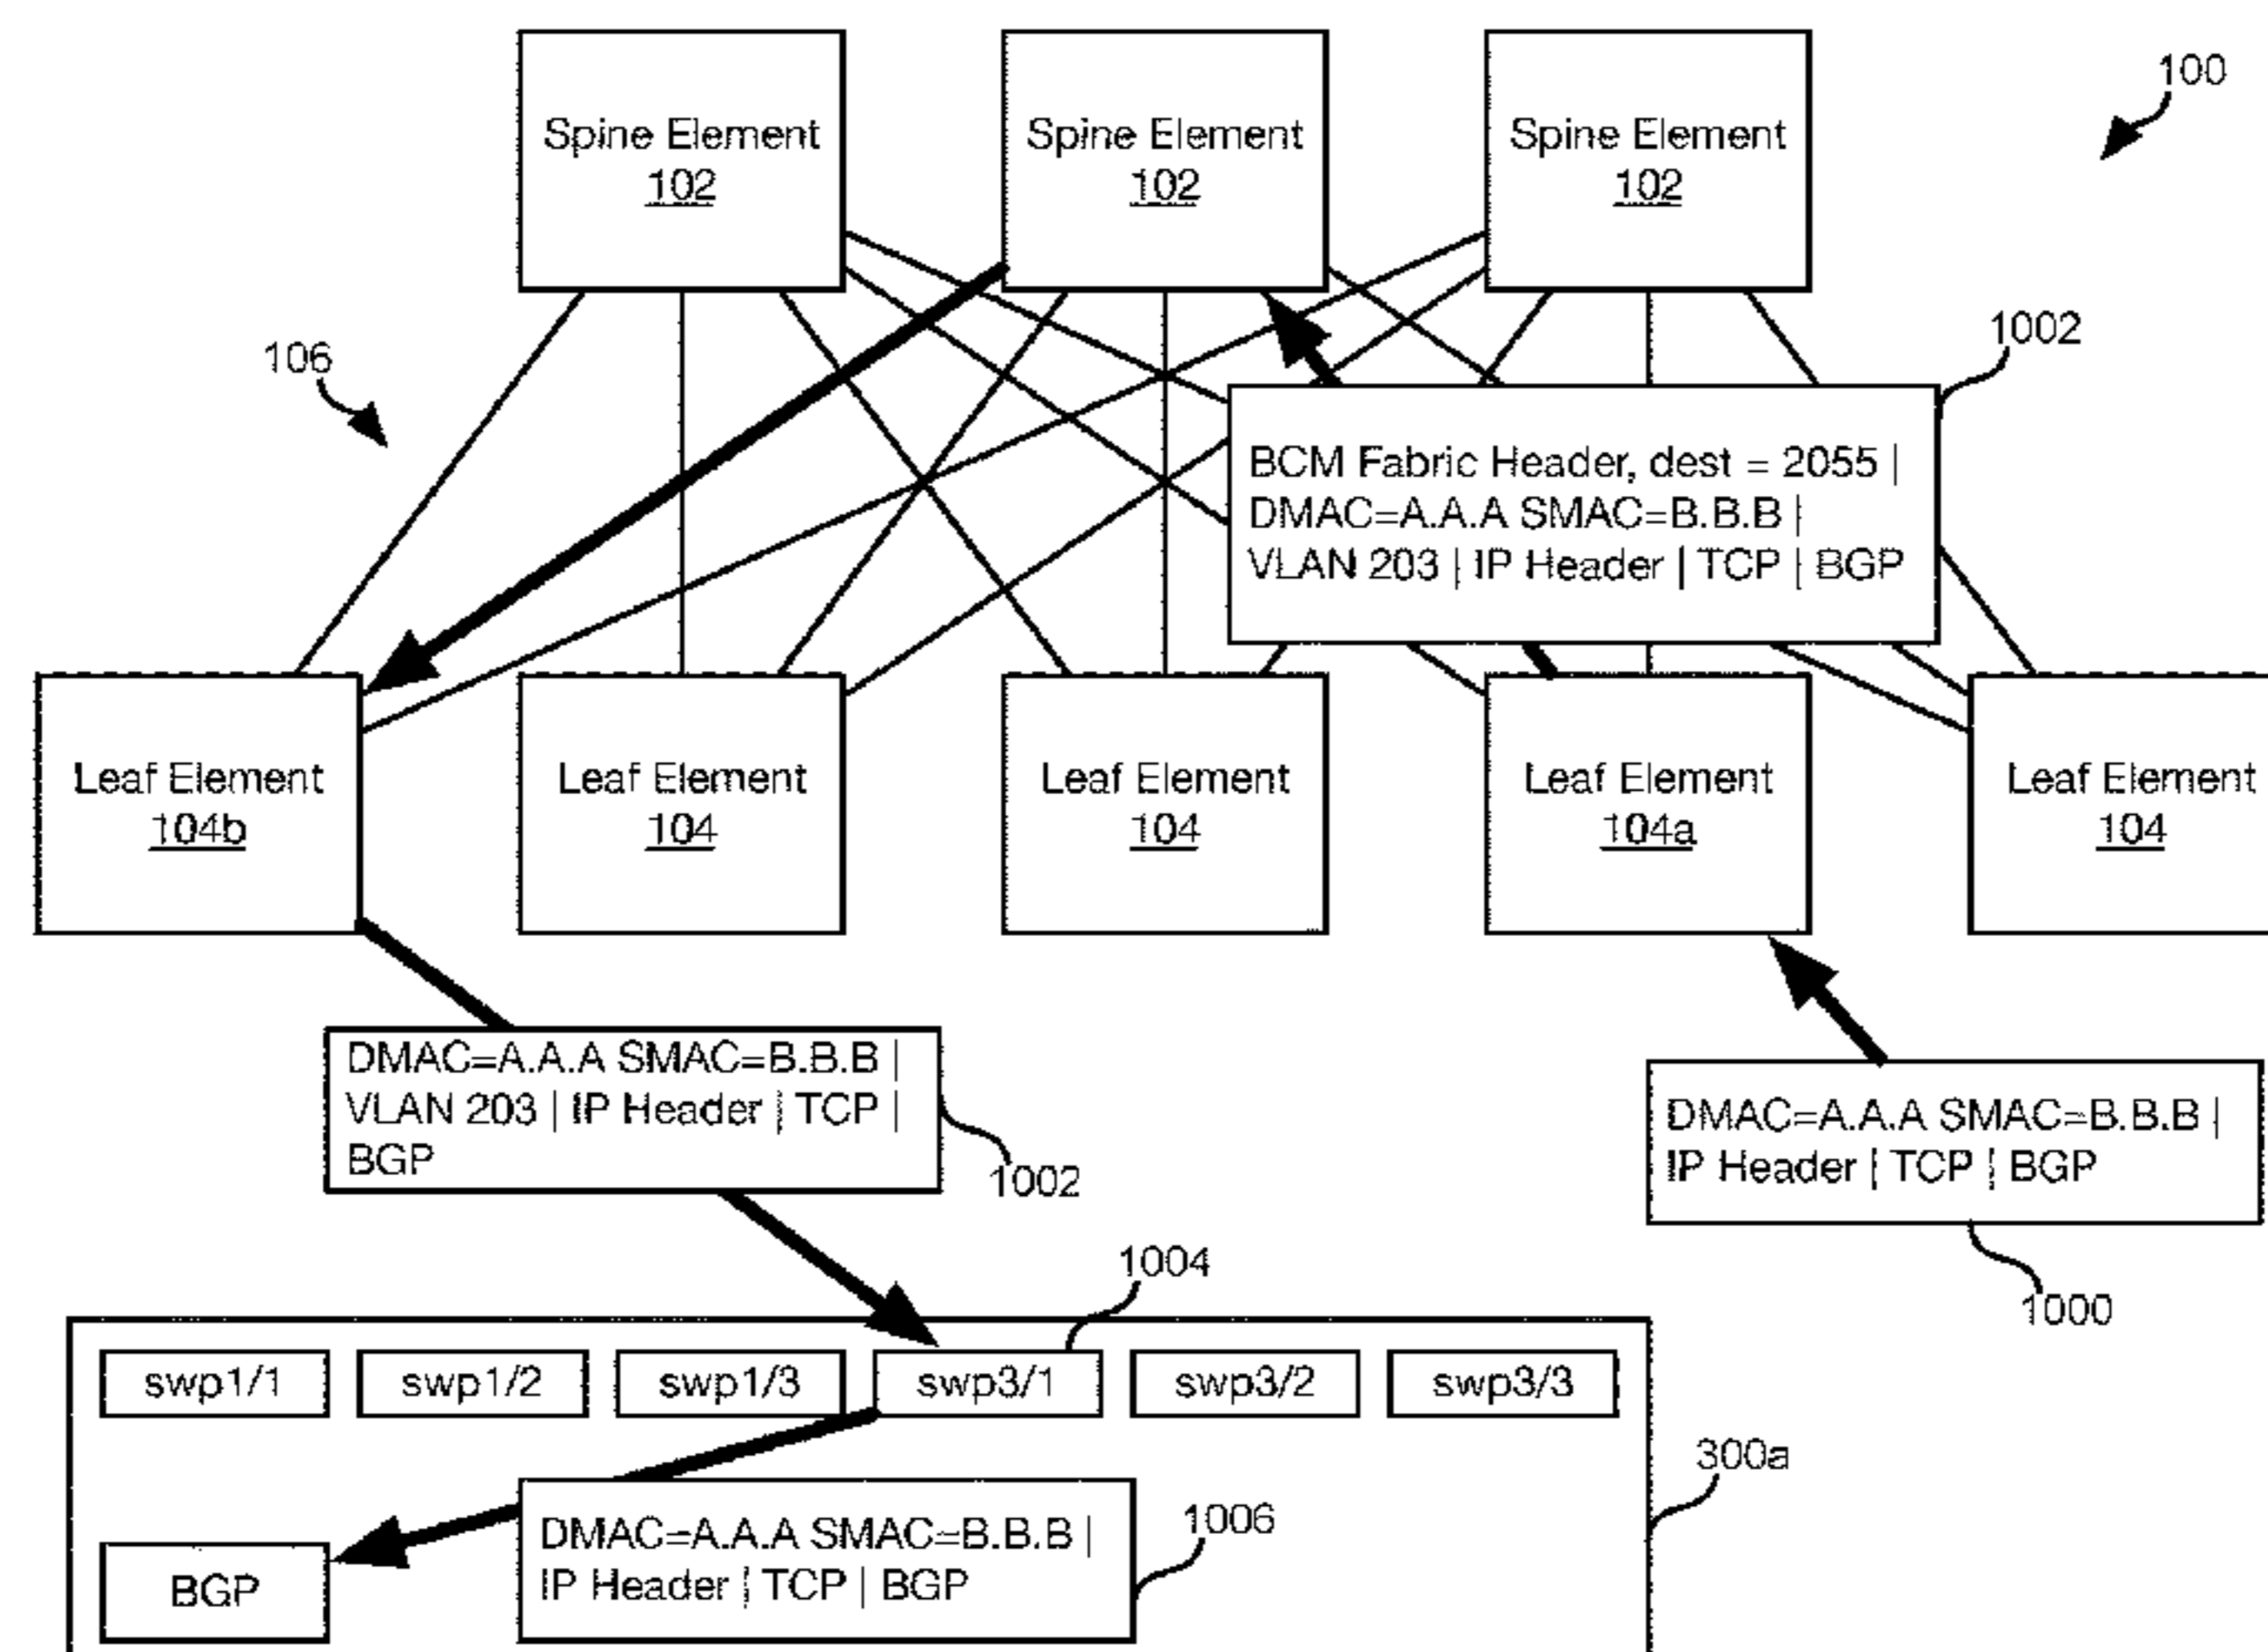 Spine Element
102
Spine Element
102
Spine Element
102
100
106
1002
BCM Fabric Header, dest = 2055 |
DMAC=A.A.A SMAC=B.B.B |
VLAN 203 | IP Header | TCP | BGP
Leaf Element
104b
Leaf Element
104
Leaf Element
104
Leaf Element
104a
Leaf Element
104
DMAC=A.A.A SMAC=B.B.B |
VLAN 203 | IP Header | TCP |
BGP
1002
DMAC=A.A.A SMAC=B.B.B |
IP Header | TCP | BGP
1000
1004
swp1/1
swp1/2
swp1/3
swp3/1
swp3/2
swp3/3
300a
DMAC=A.A.A SMAC=B.B.B |
IP Header | TCP | BGP
1006
BGP